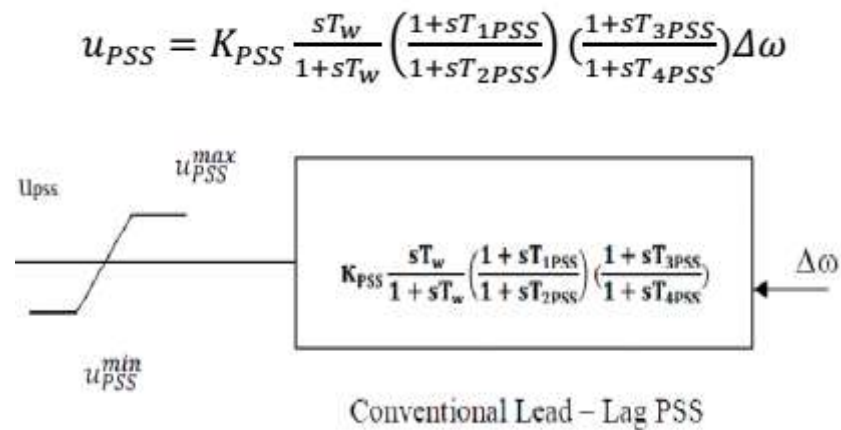 u_PSS = K_PSS sT_w/1+sT_w (1+sT_1PSS/1+sT_2PSS) (1+sT_3PSS/1+sT_4PSS) Δω
u_PSS^max
u_PSS
K_PSS sT_w/1 + sT_w (1 + sT_1PSS/1 + sT_2PSS) (1 + sT_3PSS/1 + sT_4PSS)
Δω
u_PSS^min
Conventional Lead – Lag PSS